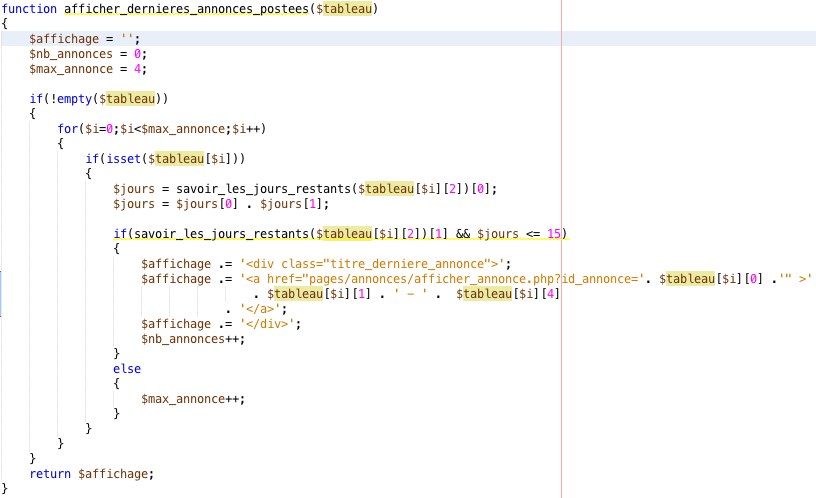 function afficher_dernieres_annonces_postees($tableau)
{
    $affichage = '';
    $nb_annonces = 0;
    $max_annonce = 4;

    if(!empty($tableau))
    {
        for($i=0;$i<$max_annonce;$i++)
        {
            if(isset($tableau[$i]))
            {
                $jours = savoir_les_jours_restants($tableau[$i][2])[0];
                $jours = $jours[0] . $jours[1];

                if(savoir_les_jours_restants($tableau[$i][2])[1] && $jours <= 15)
                {
                    $affichage .= '<div class="titre_derniere_annonce">';
                    $affichage .= '<a href="pages/annonces/afficher_annonce.php?id_annonce='. $tableau[$i][0] .'" >'
                                    . $tableau[$i][1] . ' - ' .  $tableau[$i][4]
                                . '</a>';
                    $affichage .= '</div>';
                    $nb_annonces++;
                }
                else
                {
                    $max_annonce++;
                }
            }
        }
    }
    return $affichage;
}